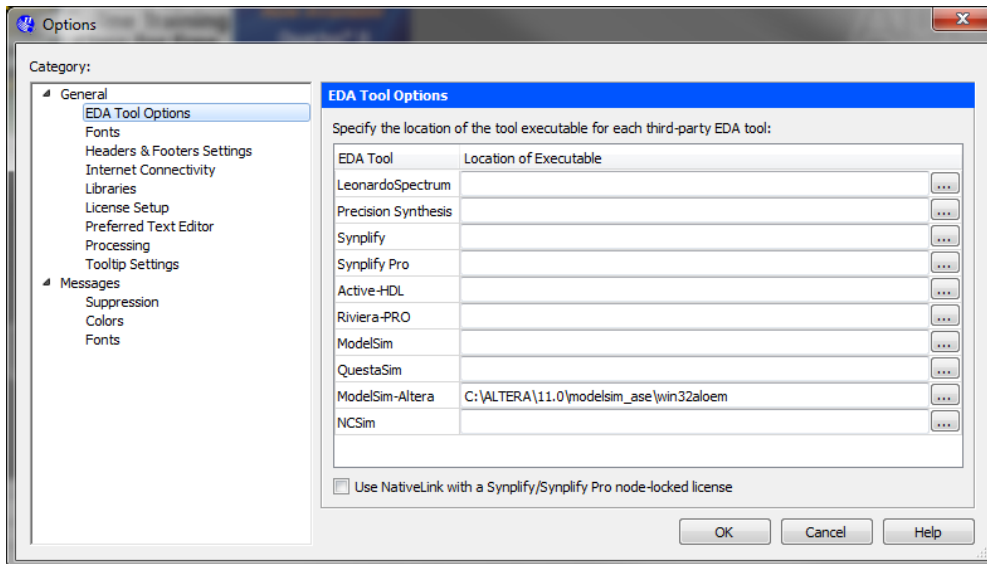 Options
Category:
General
EDA Tool Options
Fonts
Headers & Footers Settings
Internet Connectivity
Libraries
License Setup
Preferred Text Editor
Processing
Tooltip Settings
Messages
Suppression
Colors
Fonts
EDA Tool Options
Specify the location of the tool executable for each third-party EDA tool:
EDA Tool Location of Executable
LeonardoSpectrum ...
Precision Synthesis ...
Synplify ...
Synplify Pro ...
Active-HDL ...
Riviera-PRO ...
ModelSim ...
QuestaSim ...
ModelSim-Altera C:\ALTERA\11.0\modelsim_ase\win32aloem ...
NCSim ...
Use NativeLink with a Synplify/Synplify Pro node-locked license
OK Cancel Help